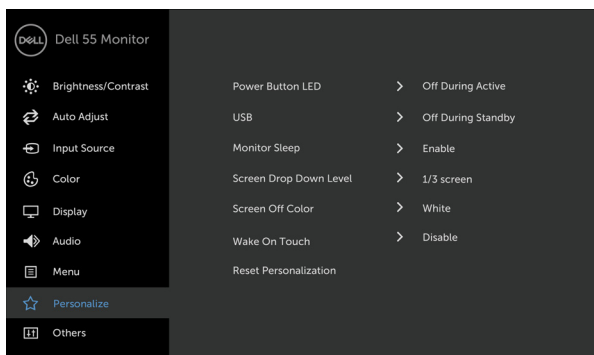 DELL Dell 55 Monitor
Brightness/Contrast
Auto Adjust
Input Source
Color
Display
Audio
Menu
Personalize
Others
Power Button LED > Off During Active
USB > Off During Standby
Monitor Sleep > Enable
Screen Drop Down Level > 1/3 screen
Screen Off Color > White
Wake On Touch > Disable
Reset Personalization